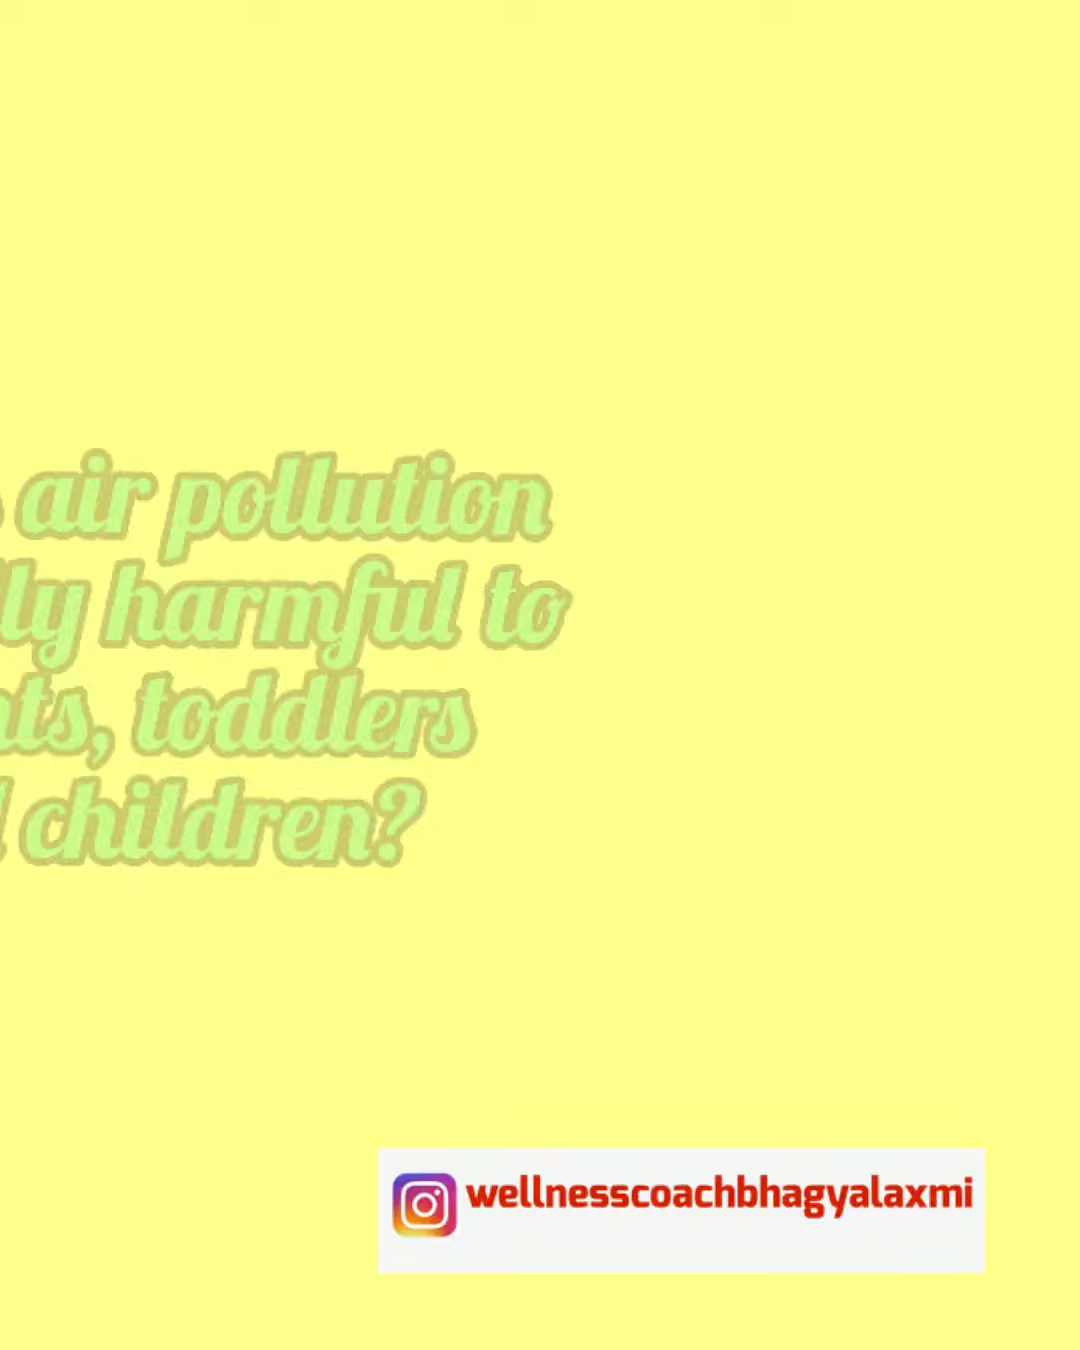 air pollution
harmful to
toddlers
children?
wellnesscoachbhagyalaxmi